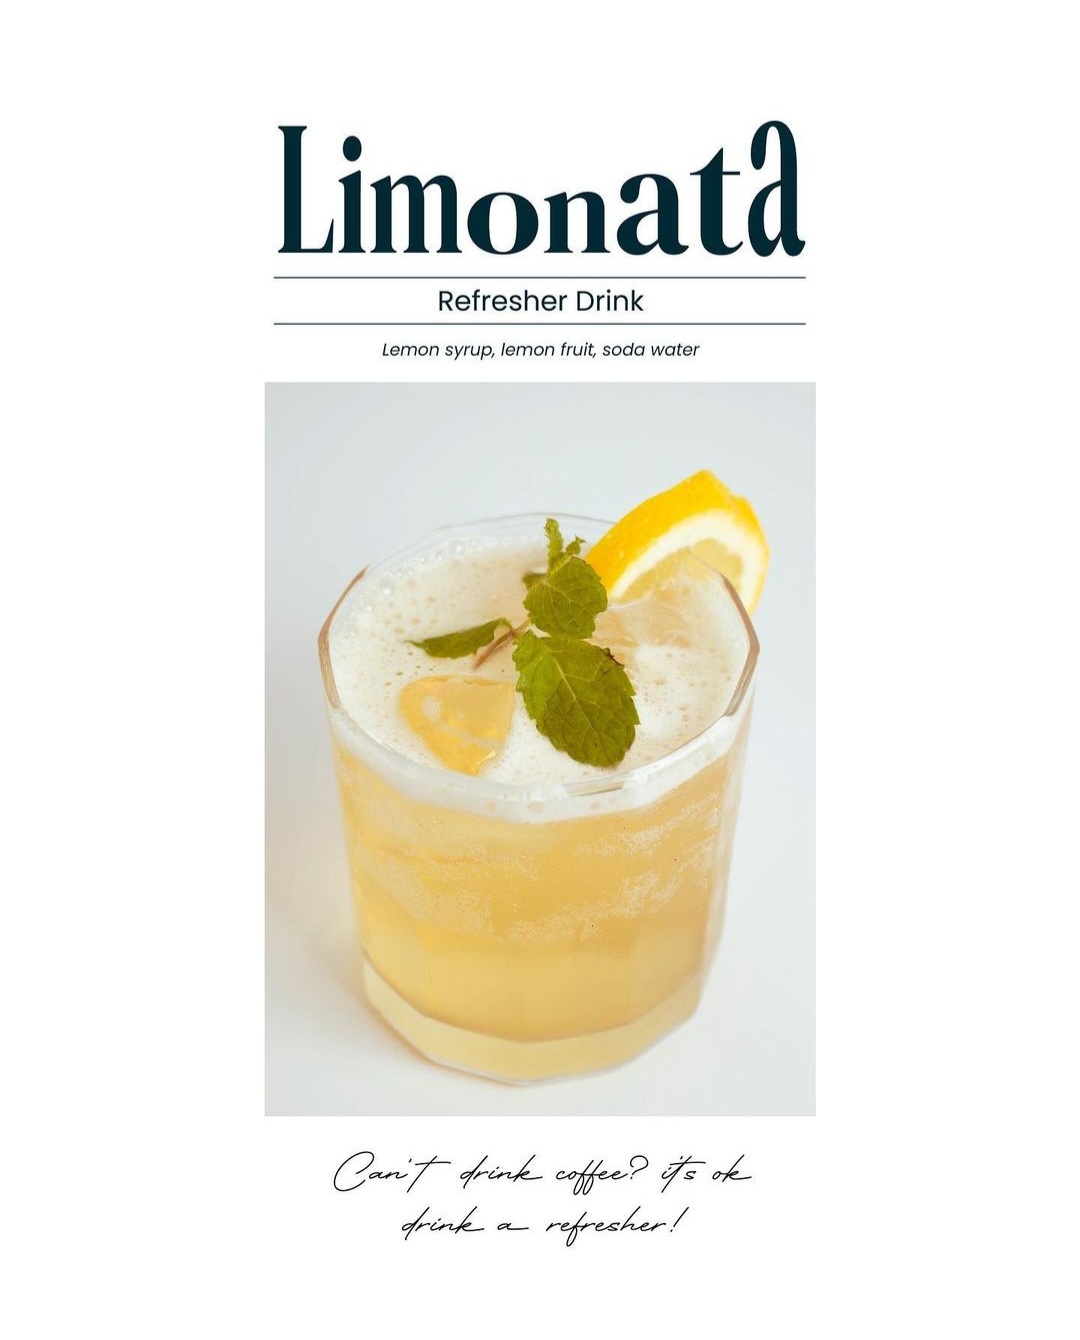 Limonata
Refresher Drink
Lemon syrup, lemon fruit, soda water
Can't drink coffee? it's ok
drink a refresher!